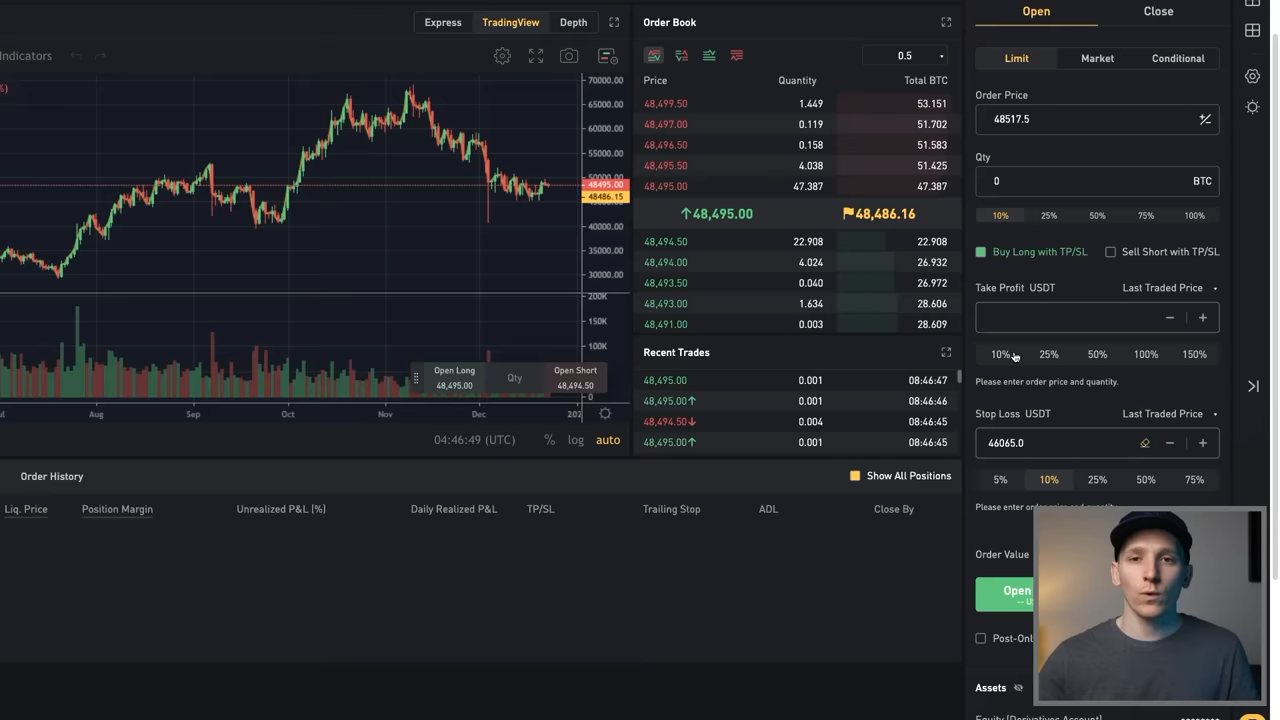 Express TradingView Depth
Indicators
%)
70000.00
65000.00
60000.00
55000.00
50000.00
48495.00
48486.15
40000.00
35000.00
30000.00
200K
150K
100K
0
Open Long
48,495.00
Qty
Open Short
48,494.50
Aug Sep Oct Nov Dec
04:46:49 (UTC) % log auto
Order Book
0.5
Price Quantity Total BTC
48,499.50 1.449 53.151
48,497.00 0.119 51.702
48,496.50 0.158 51.583
48,495.50 4.038 51.425
48,495.00 47.387 47.387
↑48,495.00 48,486.16
48,494.50 22.908 22.908
48,494.00 4.024 26.932
48,493.50 0.040 26.972
48,493.00 1.634 28.606
48,491.00 0.003 28.609
Recent Trades
48,495.00 0.001 08:46:47
48,495.00↑ 0.001 08:46:46
48,494.50↓ 0.004 08:46:45
48,495.00↑ 0.001 08:46:45
Order History
Show All Positions
Liq. Price Position Margin Unrealized P&L (%) Daily Realized P&L TP/SL Trailing Stop ADL Close By
Open Close
Limit Market Conditional
Order Price
48517.5
Qty
0 BTC
10% 25% 50% 75% 100%
Buy Long with TP/SL Sell Short with TP/SL
Take Profit USDT Last Traded Price
10% 25% 50% 100% 150%
Please enter order price and quantity.
Stop Loss USDT Last Traded Price
46065.0
5% 10% 25% 50% 75%
Please enter
Order Value
Open
Post-Onl
Assets
Equity (Derivatives Account)